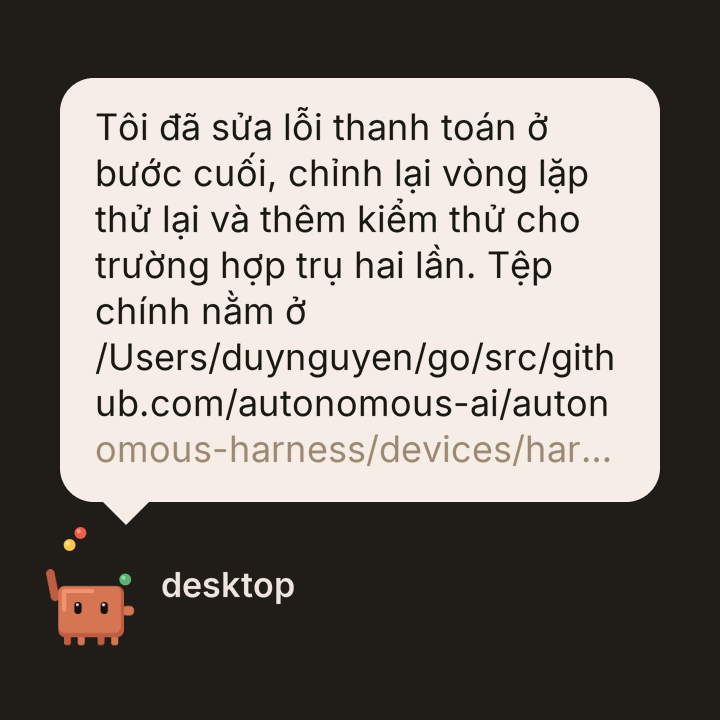 Tôi đã sửa lỗi thanh toán ở
bước cuối, chỉnh lại vòng lặp
thử lại và thêm kiểm thử cho
trường hợp trụ hai lần. Tệp
chính nằm ở
/Users/duynguyen/go/src/gith
ub.com/autonomous-ai/auton
omous-harness/devices/har...
desktop